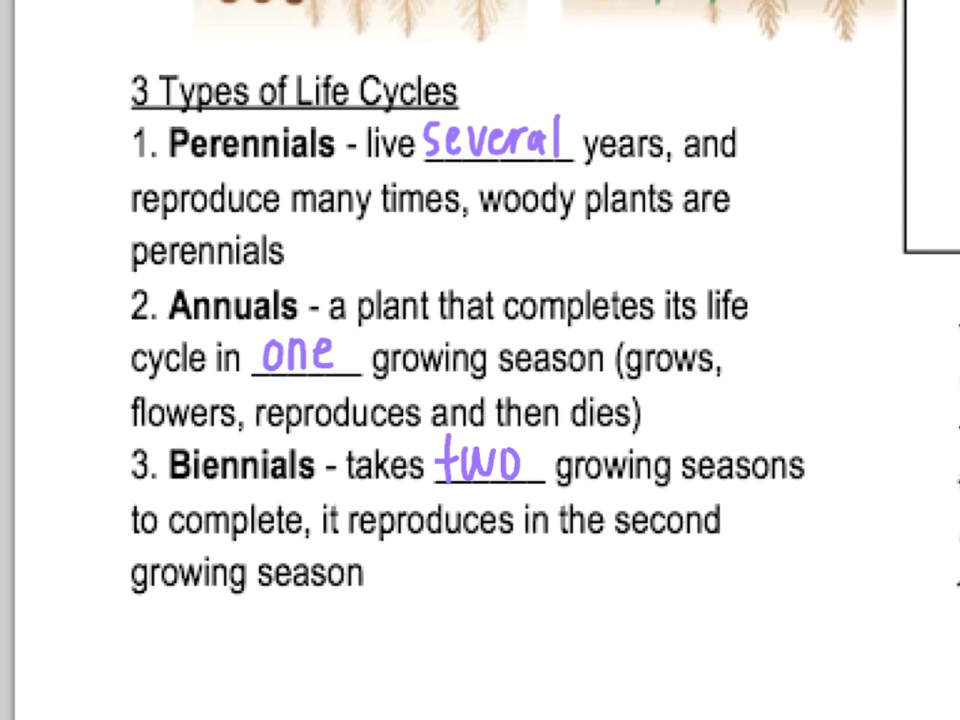 3 Types of Life Cycles
1. Perennials - live several years, and
reproduce many times, woody plants are
perennials
2. Annuals - a plant that completes its life
cycle in one growing season (grows,
flowers, reproduces and then dies)
3. Biennials - takes two growing seasons
to complete, it reproduces in the second
growing season